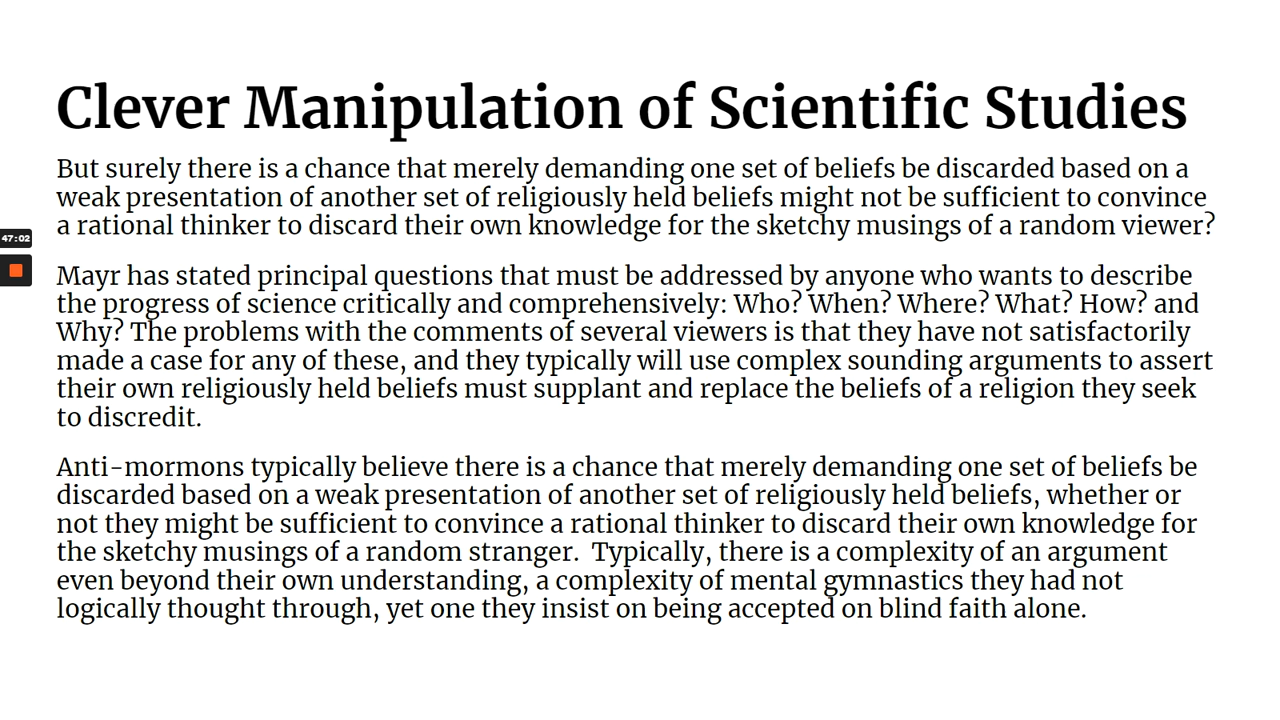 Clever Manipulation of Scientific Studies
But surely there is a chance that merely demanding one set of beliefs be discarded based on a
weak presentation of another set of religiously held beliefs might not be sufficient to convince
a rational thinker to discard their own knowledge for the sketchy musings of a random viewer?
47:02
Mayr has stated principal questions that must be addressed by anyone who wants to describe
the progress of science critically and comprehensively: Who? When? Where? What? How? and
Why? The problems with the comments of several viewers is that they have not satisfactorily
made a case for any of these, and they typically will use complex sounding arguments to assert
their own religiously held beliefs must supplant and replace the beliefs of a religion they seek
to discredit.
Anti-mormons typically believe there is a chance that merely demanding one set of beliefs be
discarded based on a weak presentation of another set of religiously held beliefs, whether or
not they might be sufficient to convince a rational thinker to discard their own knowledge for
the sketchy musings of a random stranger.  Typically, there is a complexity of an argument
even beyond their own understanding, a complexity of mental gymnastics they had not
logically thought through, yet one they insist on being accepted on blind faith alone.